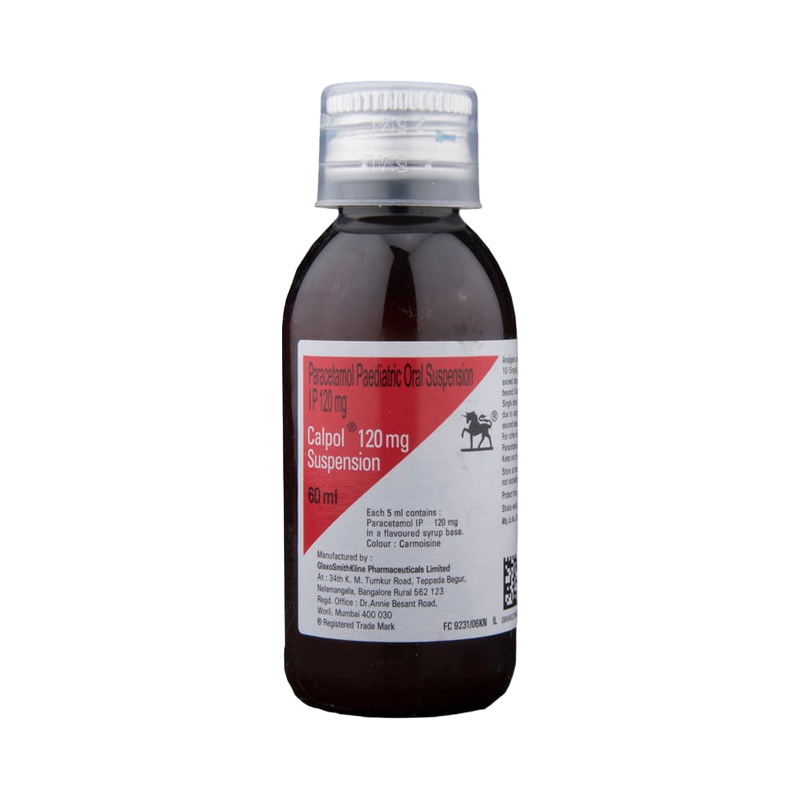 Paracetamol Paediatric Oral Suspension
IP 120 mg
Calpol® 120 mg
Suspension
60 ml
®
Each 5 ml contains :
Paracetamol IP 120 mg
in a flavoured syrup base.
Colour : Carmoisine
Manufactured by :
GlaxoSmithKline Pharmaceuticals Limited
At : 34th K. M. Tumkur Road, Teppada Begur,
Nelamangala, Bangalore Rural 562 123
Regd. Office : Dr.Annie Besant Road,
Worli, Mumbai 400 030
® Registered Trade Mark
FC 9231/06KN IL